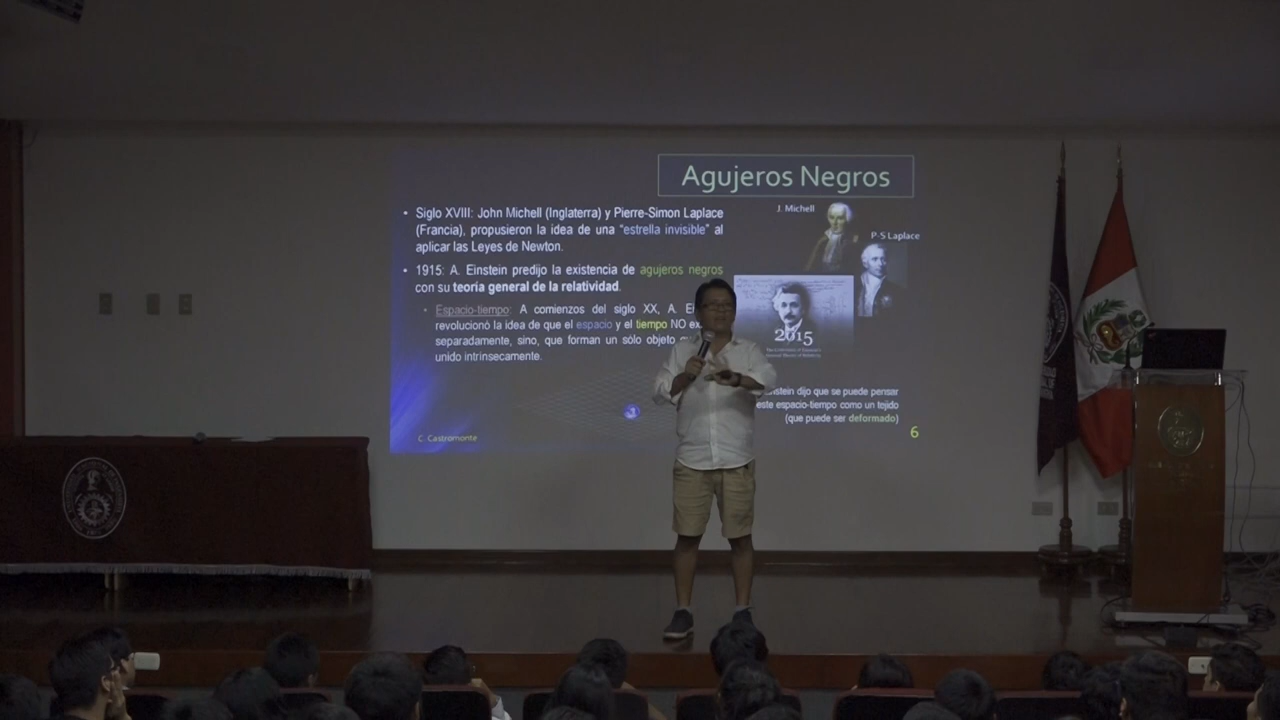 Agujeros Negros
• Siglo XVIII: John Michell (Inglaterra) y Pierre-Simon Laplace
(Francia), propusieron la idea de una "estrella invisible" al
aplicar las Leyes de Newton.
J. Michell
P-S Laplace
• 1915: A. Einstein predijo la existencia de agujeros negros
con su teoría general de la relatividad.
• Espacio-tiempo: A comienzos del siglo XX, A.
revolucionó la idea de que el espacio y el tiempo NO
separadamente, sino, que forman un sólo objeto
unido intrinsecamente.
2015
dijo que se puede pensar
este espacio-tiempo como un tejido
(que puede ser deformado)
C. Castromonte
6